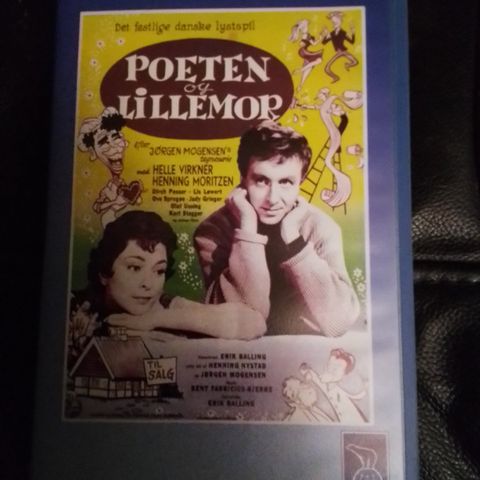 Det festlige danske lystspil
POETEN
og
LILLEMOR
efter JØRGEN MOGENSEN's
tegneserie
med HELLE VIRKNER
HENNING MORITZEN
Dirch Passer - Lis Løwert
Ove Sprogøe - Judy Gringer
Olaf Ussing
Karl Stegger
TIL
SALG
ERIK BALLING
HENNING NYSTAD
og JØRGEN MOGENSEN
BENT FABRICIUS-BJERRE
ERIK BALLING